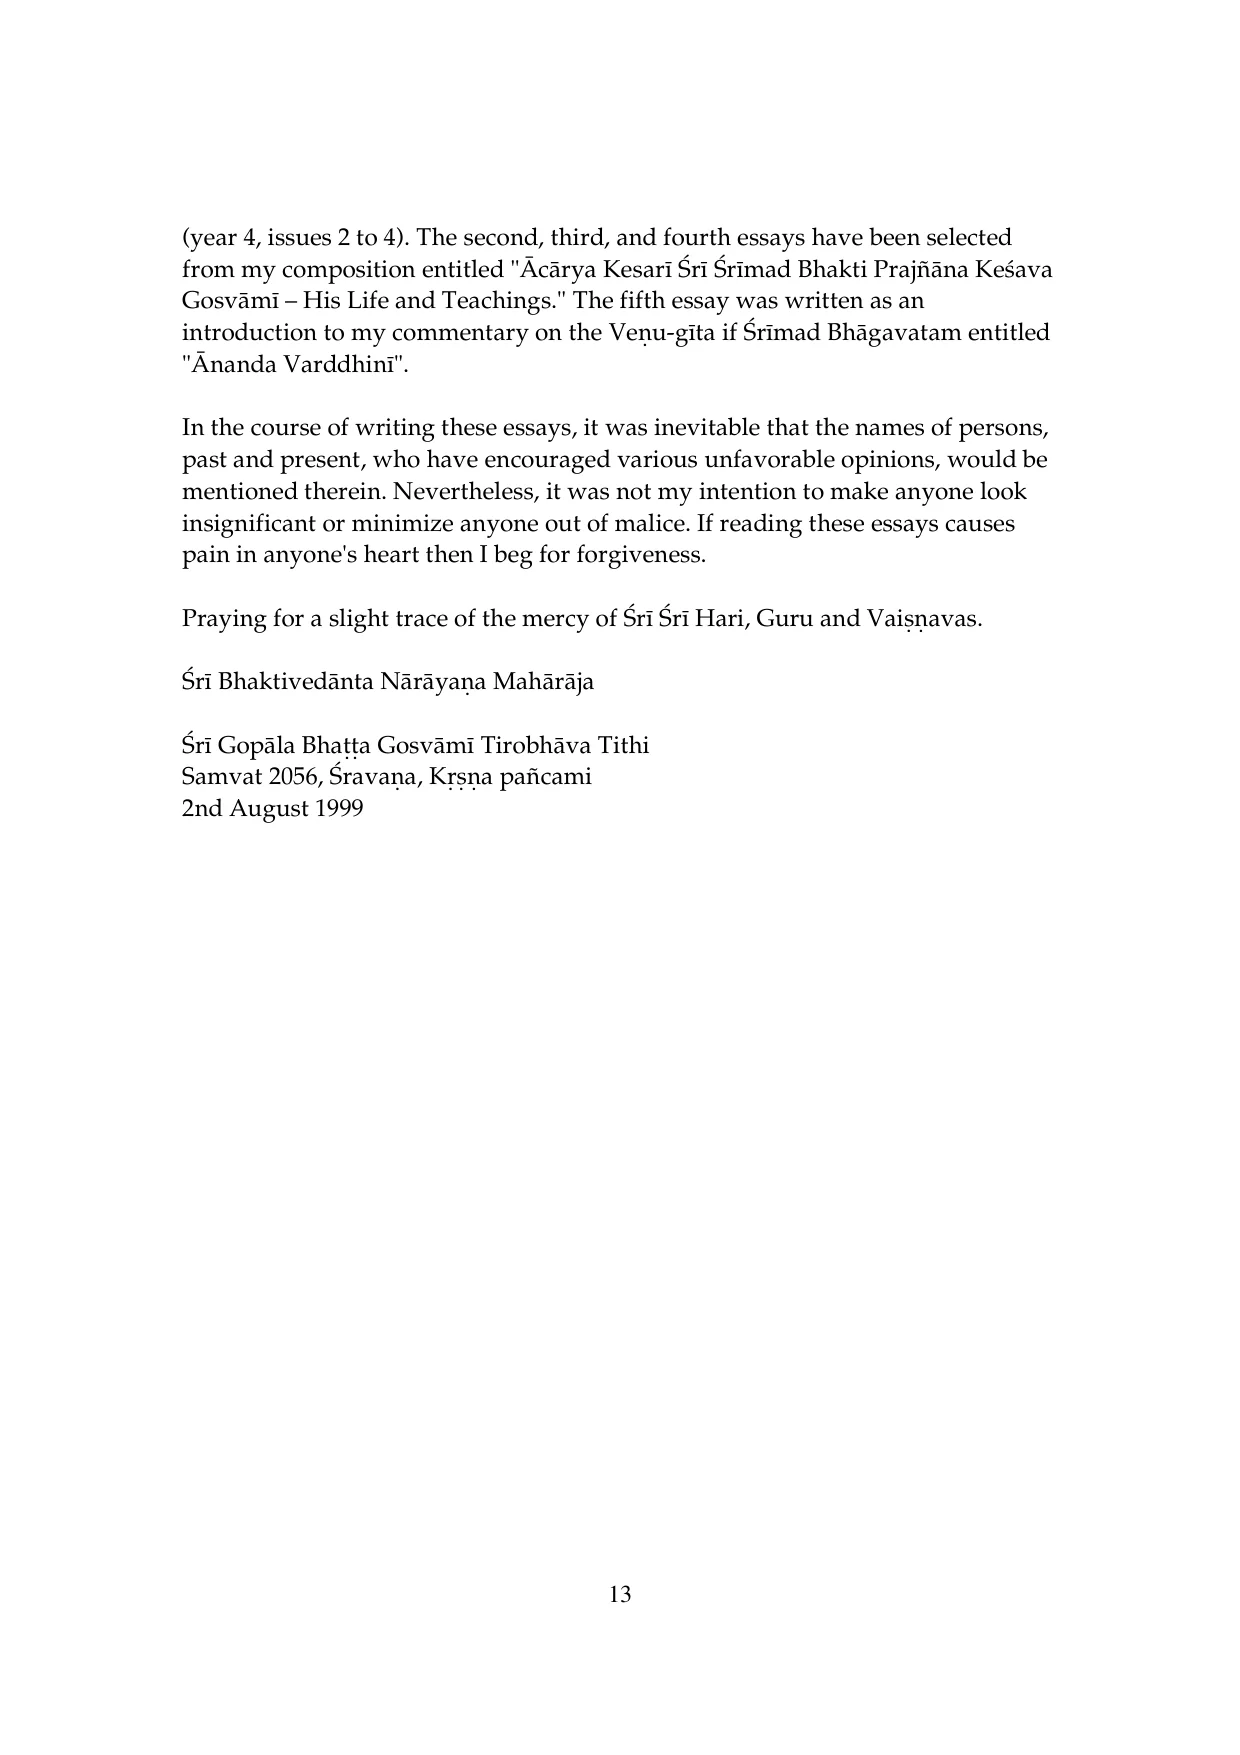 (year 4, issues 2 to 4). The second, third, and fourth essays have been selected
from my composition entitled "Ācārya Kesarī Śrī Śrīmad Bhakti Prajñāna Keśava
Gosvāmī – His Life and Teachings." The fifth essay was written as an
introduction to my commentary on the Veṇu-gīta if Śrīmad Bhāgavatam entitled
"Ānanda Varddhinī".
In the course of writing these essays, it was inevitable that the names of persons,
past and present, who have encouraged various unfavorable opinions, would be
mentioned therein. Nevertheless, it was not my intention to make anyone look
insignificant or minimize anyone out of malice. If reading these essays causes
pain in anyone's heart then I beg for forgiveness.
Praying for a slight trace of the mercy of Śrī Śrī Hari, Guru and Vaiṣṇavas.
Śrī Bhaktivedānta Nārāyaṇa Mahārāja
Śrī Gopāla Bhaṭṭa Gosvāmī Tirobhāva Tithi
Samvat 2056, Śravaṇa, Kṛṣṇa pañcami
2nd August 1999
13